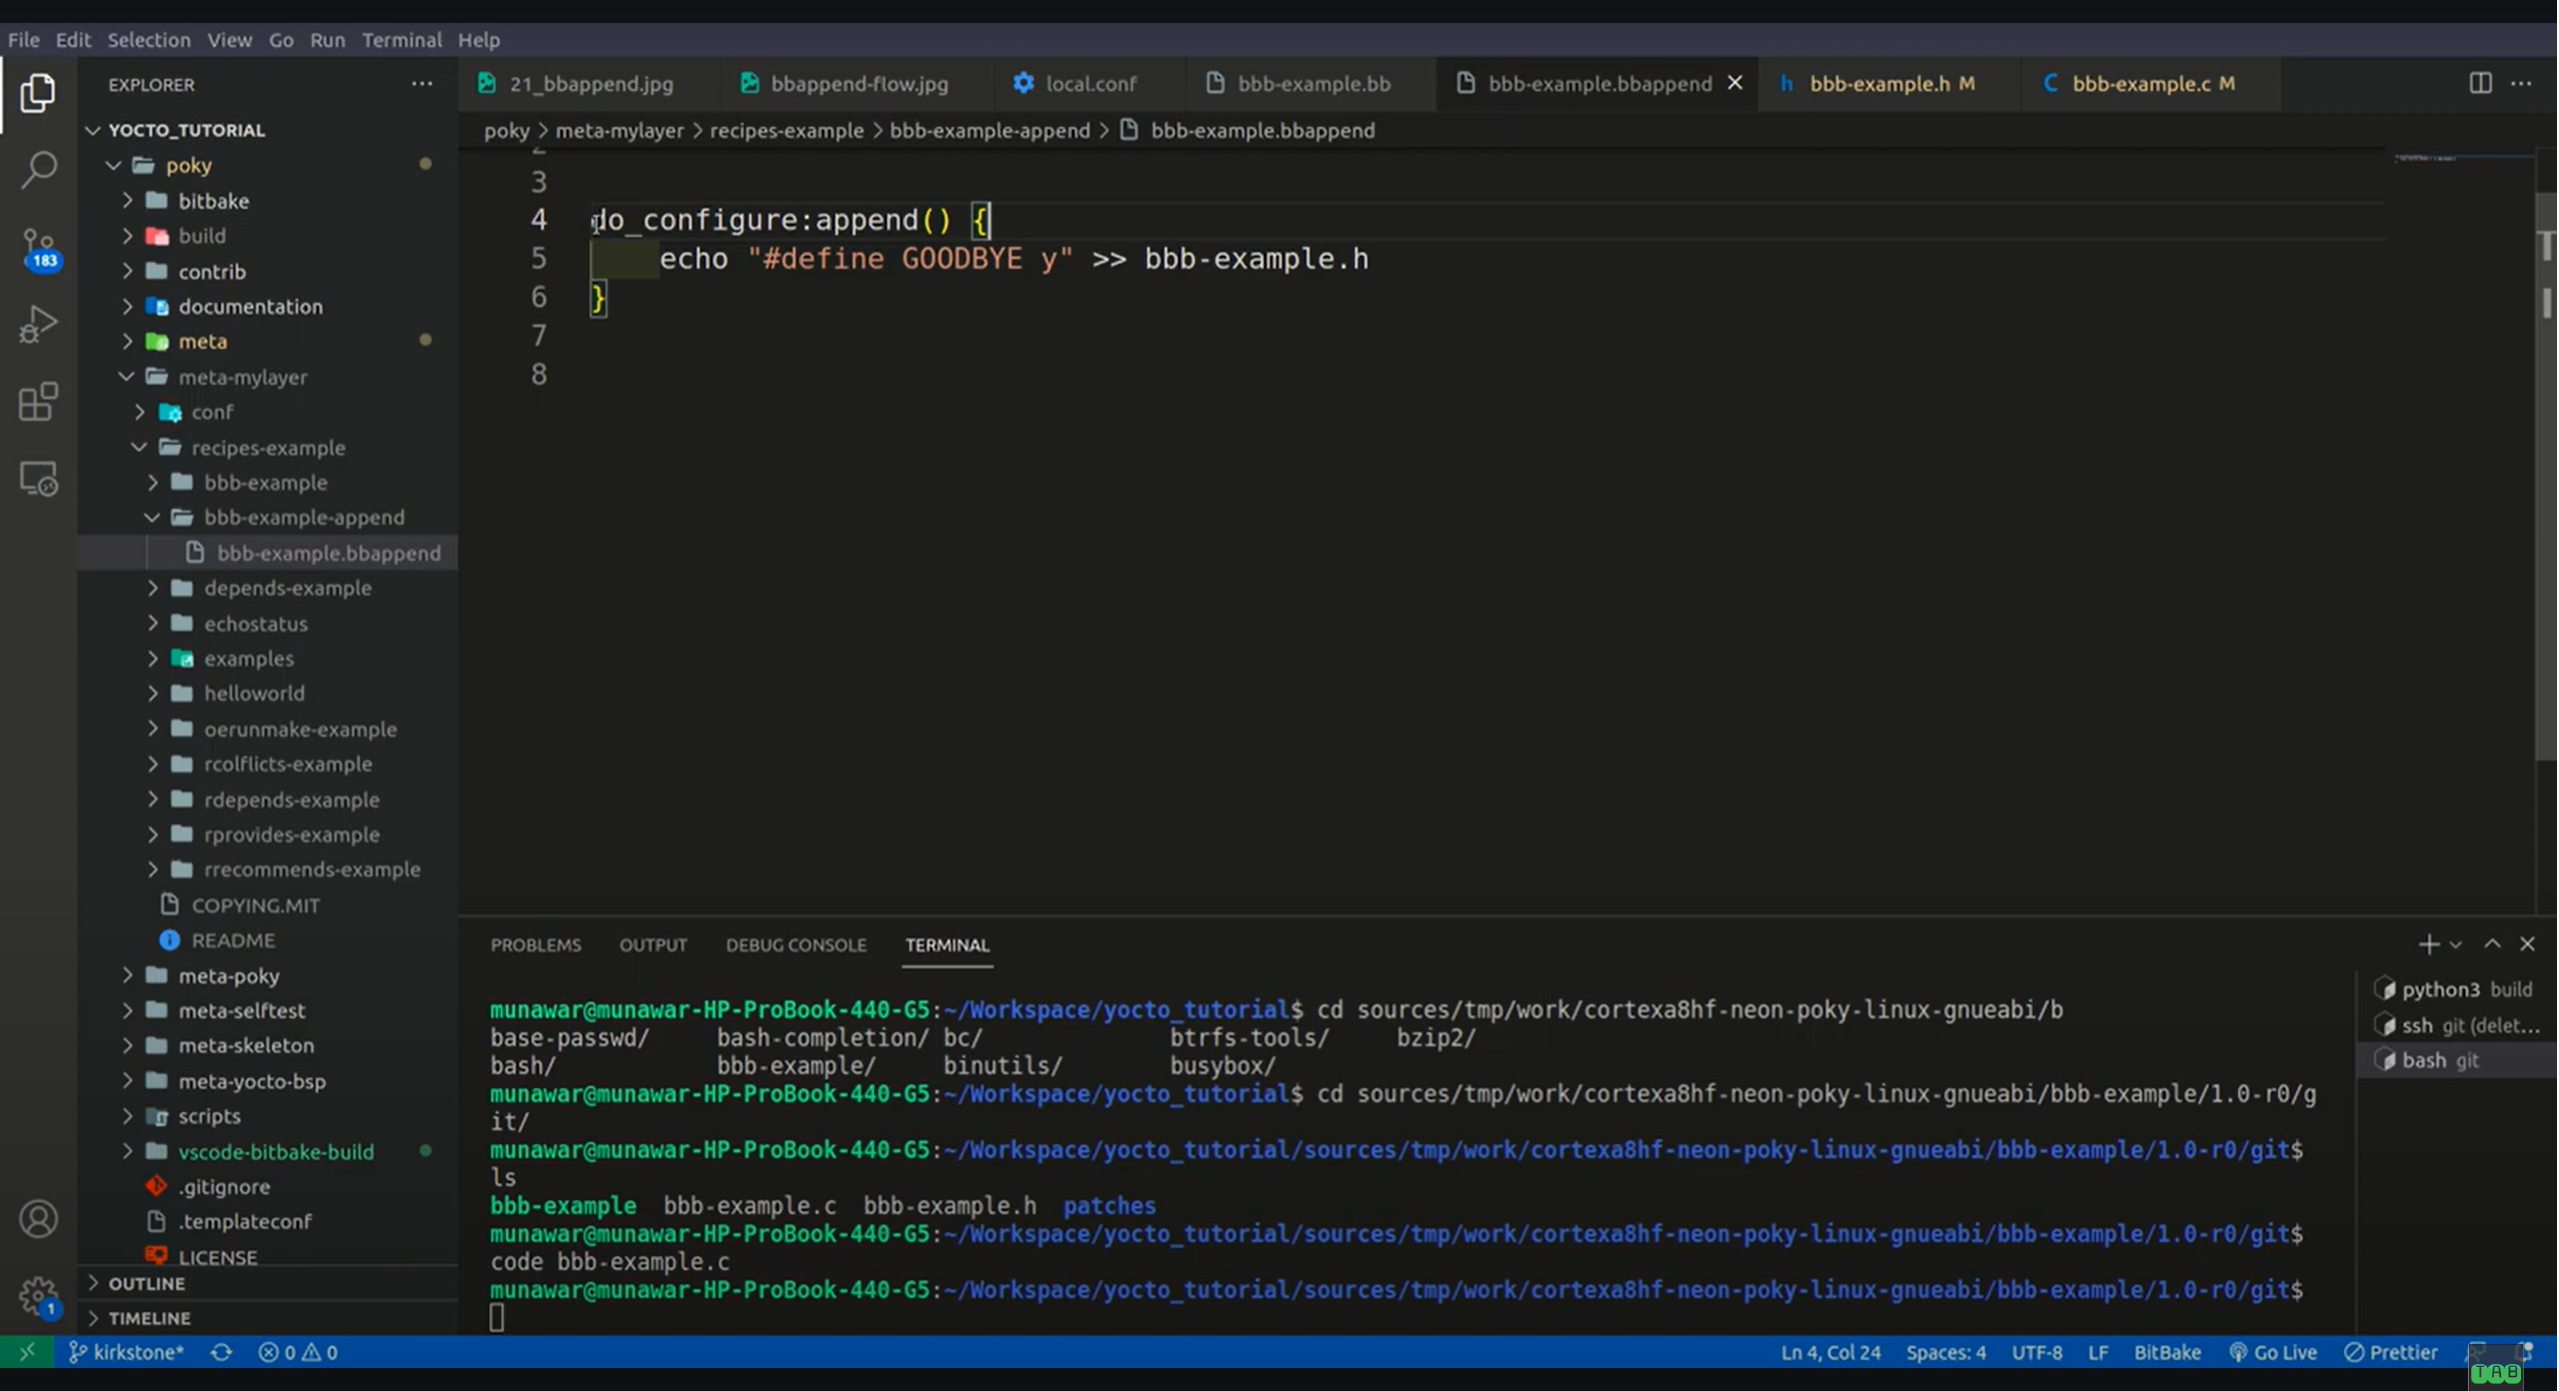 File Edit Selection View Go Run Terminal Help
EXPLORER
21_bbappend.jpg bbappend-flow.jpg local.conf bbb-example.bb bbb-example.bbappend bbb-example.h M bbb-example.c M
poky > meta-mylayer > recipes-example > bbb-example-append > bbb-example.bbappend
YOCTO_TUTORIAL
poky
bitbake
build
contrib
documentation
meta
meta-mylayer
conf
recipes-example
bbb-example
bbb-example-append
bbb-example.bbappend
depends-example
echostatus
examples
helloworld
oerunmake-example
rcolflicts-example
rdepends-example
rprovides-example
rrecommends-example
COPYING.MIT
README
meta-poky
meta-selftest
meta-skeleton
meta-yocto-bsp
scripts
vscode-bitbake-build
.gitignore
.templateconf
LICENSE
OUTLINE
TIMELINE
183
1
2
3
4 do_configure:append() {
5 echo "#define GOODBYE y" >> bbb-example.h
6 }
7
8
PROBLEMS OUTPUT DEBUG CONSOLE TERMINAL
munawar@munawar-HP-ProBook-440-G5:~/Workspace/yocto_tutorial$ cd sources/tmp/work/cortexa8hf-neon-poky-linux-gnueabi/b
base-passwd/ bash-completion/ bc/ btrfs-tools/ bzip2/
bash/ bbb-example/ binutils/ busybox/
munawar@munawar-HP-ProBook-440-G5:~/Workspace/yocto_tutorial$ cd sources/tmp/work/cortexa8hf-neon-poky-linux-gnueabi/bbb-example/1.0-r0/g
it/
munawar@munawar-HP-ProBook-440-G5:~/Workspace/yocto_tutorial/sources/tmp/work/cortexa8hf-neon-poky-linux-gnueabi/bbb-example/1.0-r0/git$
ls
bbb-example bbb-example.c bbb-example.h patches
munawar@munawar-HP-ProBook-440-G5:~/Workspace/yocto_tutorial/sources/tmp/work/cortexa8hf-neon-poky-linux-gnueabi/bbb-example/1.0-r0/git$
code bbb-example.c
munawar@munawar-HP-ProBook-440-G5:~/Workspace/yocto_tutorial/sources/tmp/work/cortexa8hf-neon-poky-linux-gnueabi/bbb-example/1.0-r0/git$
python3 build
ssh git (delet...
bash git
kirkstone* 0 0 Ln 4, Col 24 Spaces: 4 UTF-8 LF BitBake Go Live Prettier
TAB